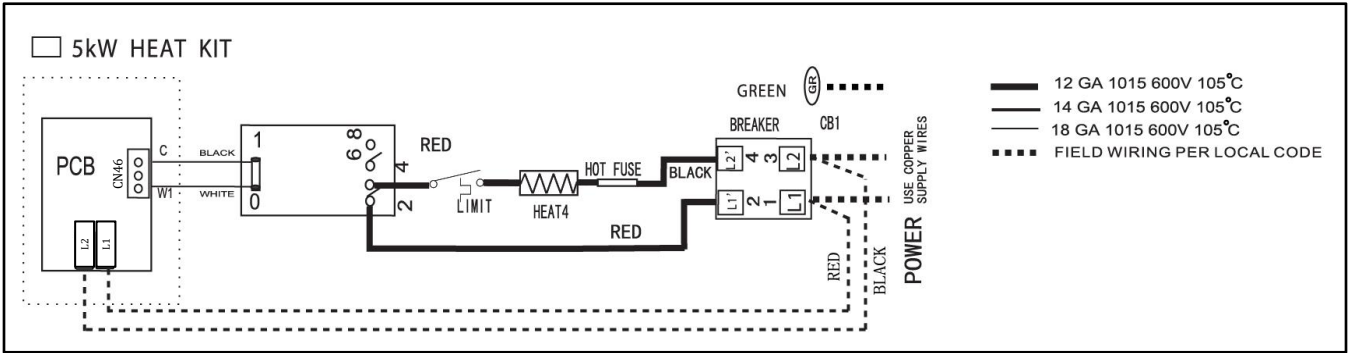 5kW HEAT KIT
PCB
CN46
C
W1
L2
L1
BLACK
WHITE
1
0
6 8
4
2
RED
LIMIT
HEAT4
HOT FUSE
BLACK
RED
GREEN
GR
BREAKER
CB1
L2' 4 3 L2
L1' 2 1 L1
RED
BLACK
POWER
USE COPPER
SUPPLY WIRES
12 GA 1015 600V 105°C
14 GA 1015 600V 105°C
18 GA 1015 600V 105°C
FIELD WIRING PER LOCAL CODE